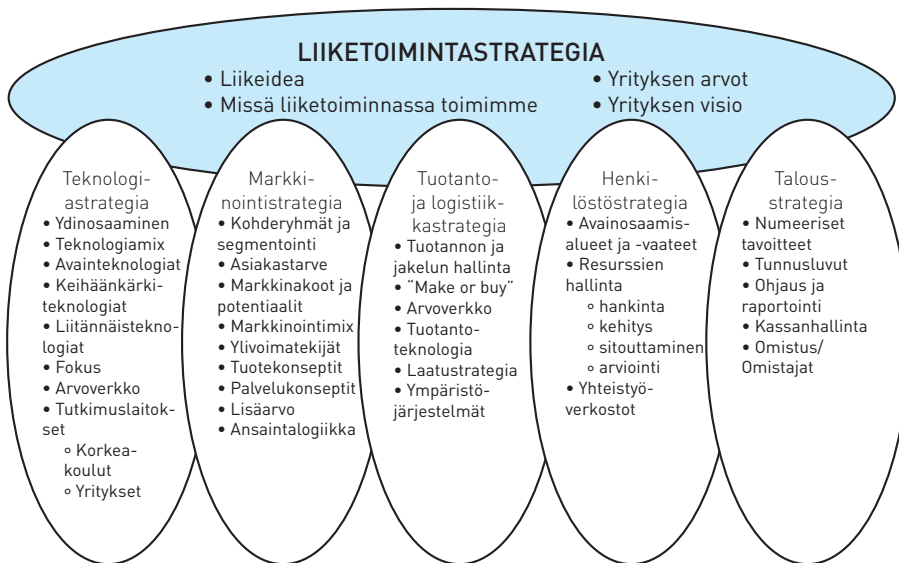 LIIKETOIMINTASTRATEGIA
• Liikeidea
• Missä liiketoiminnassa toimimme
• Yrityksen arvot
• Yrityksen visio
Teknologi-
astrategia
• Ydinosaaminen
• Teknologiamix
• Avainteknologiat
• Keihäänkärki-
teknologiat
• Liitännäistekno-
logiat
• Fokus
• Arvoverkko
• Tutkimuslaitok-
set
∘ Korkea-
koulut
∘ Yritykset
Markki-
nointistrategia
• Kohderyhmät ja
segmentointi
• Asiakastarve
• Markkinakoot ja
potentiaalit
• Markkinointimix
• Ylivoimatekijät
• Tuotekonseptit
• Palvelukonseptit
• Lisäarvo
• Ansaintalogiikka
Tuotanto-
ja logistiik-
kastrategia
• Tuotannon ja
jakelun hallinta
• “Make or buy”
• Arvoverkko
• Tuotanto-
teknologia
• Laatustrategia
• Ympäristö-
järjestelmät
Henki-
löstöstrategia
• Avainosaamis-
alueet ja -vaateet
• Resurssien
hallinta
∘ hankinta
∘ kehitys
∘ sitouttaminen
∘ arviointi
• Yhteistyö-
verkostot
Talous-
strategia
• Numeeriset
tavoitteet
• Tunnusluvut
• Ohjaus ja
raportointi
• Kassanhallinta
• Omistus/
Omistajat